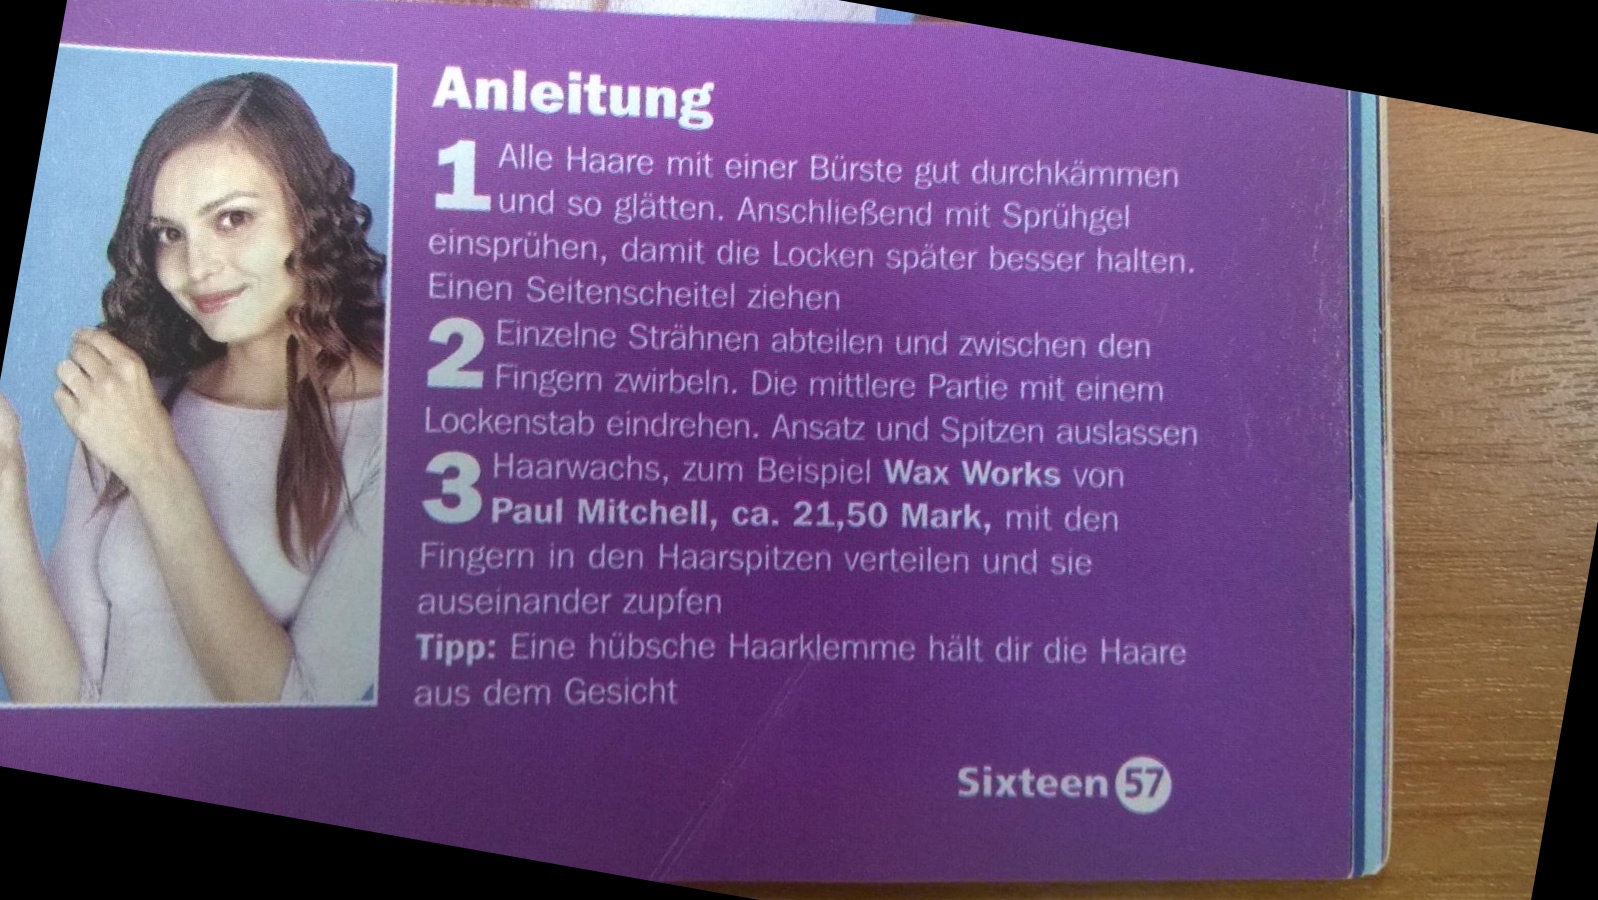 Anleitung
1 Alle Haare mit einer Bürste gut durchkämmen
und so glätten. Anschließend mit Sprühgel
einsprühen, damit die Locken später besser halten.
Einen Seitenscheitel ziehen
2 Einzelne Strähnen abteilen und zwischen den
Fingern zwirbeln. Die mittlere Partie mit einem
Lockenstab eindrehen. Ansatz und Spitzen auslassen
3 Haarwachs, zum Beispiel Wax Works von
Paul Mitchell, ca. 21,50 Mark, mit den
Fingern in den Haarspitzen verteilen und sie
auseinander zupfen
Tipp: Eine hübsche Haarklemme hält dir die Haare
aus dem Gesicht
Sixteen 57